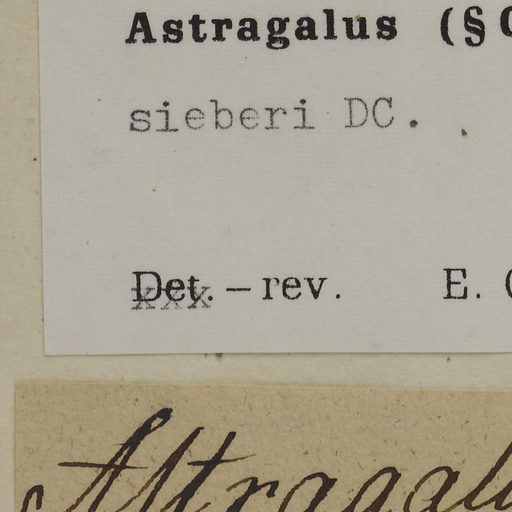 Astragalus (§
sieberi DC.
Det. — rev. E.